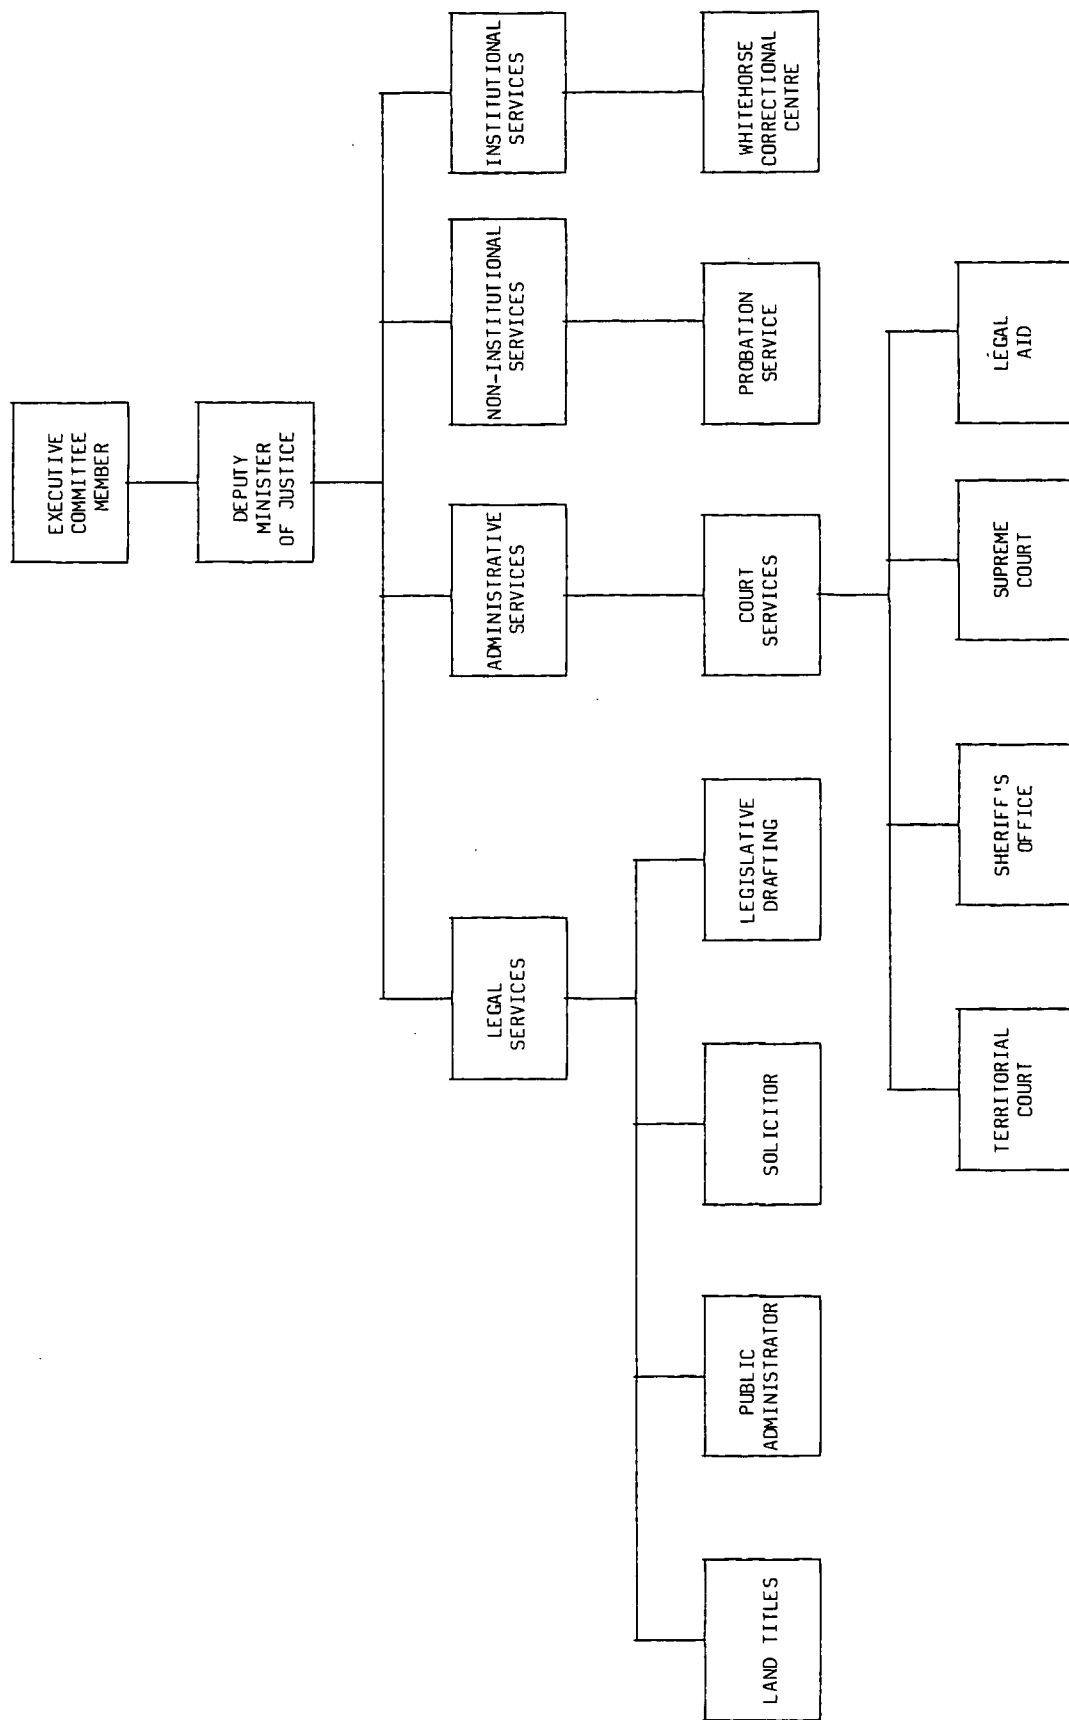 EXECUTIVE
COMMITTEE
MEMBER
DEPUTY
MINISTER
OF JUSTICE
LEGAL
SERVICES
ADMINISTRATIVE
SERVICES
NON-INSTITUTIONAL
SERVICES
INSTITUTIONAL
SERVICES
LAND TITLES
PUBLIC
ADMINISTRATOR
SOLICITOR
LEGISLATIVE
DRAFTING
COURT
SERVICES
PROBATION
SERVICE
WHITEHORSE
CORRECTIONAL
CENTRE
TERRITORIAL
COURT
SHERIFF'S
OFFICE
SUPREME
COURT
LEGAL
AID